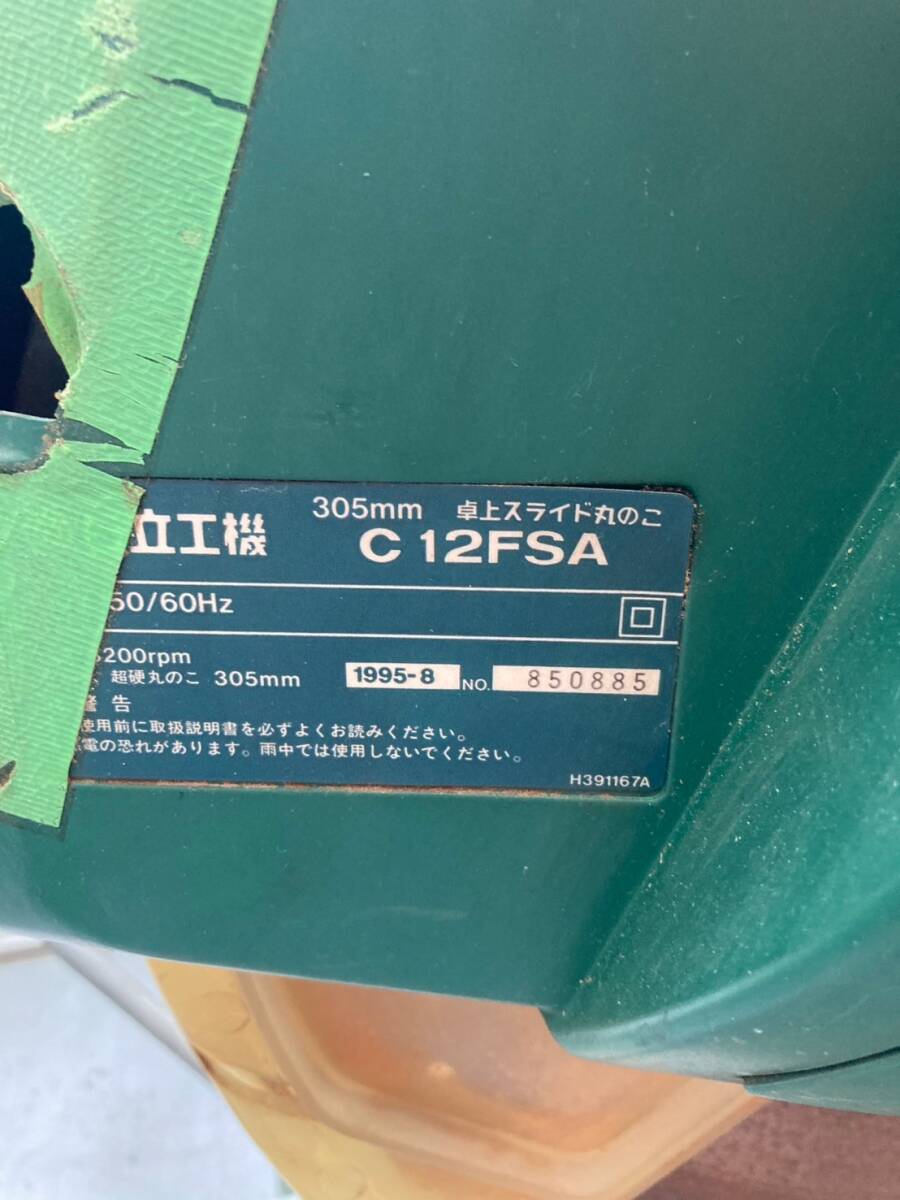 305mm 卓上スライド丸のこ
立工機 C12FSA
50/60Hz
200rpm
超硬丸のこ 305mm 1995-8 NO. 850885
警告
使用前に取扱説明書を必ずよくお読みください。
電の恐れがあります。雨中では使用しないでください。
H391167A